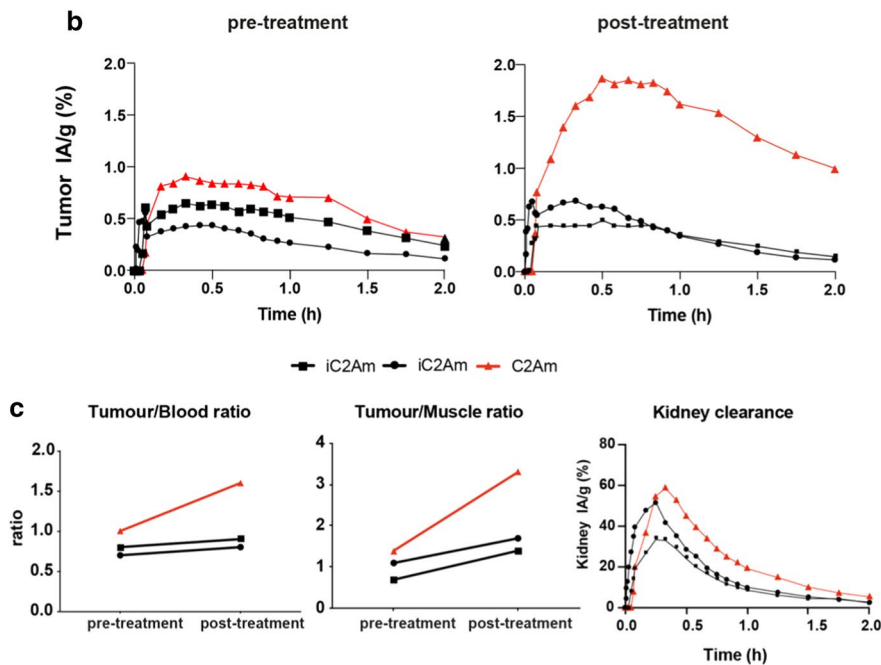 b
pre-treatment
post-treatment
Tumor IA/g (%)
2.0
1.5
1.0
0.5
0.0
0.0 0.5 1.0 1.5 2.0
Time (h)
2.0
1.5
1.0
0.5
0.0
0.0 0.5 1.0 1.5 2.0
Time (h)
iC2Am iC2Am C2Am
c
Tumour/Blood ratio
ratio
2.0
1.5
1.0
0.5
0.0
pre-treatment post-treatment
Tumour/Muscle ratio
4
3
2
1
0
pre-treatment post-treatment
Kidney clearance
Kidney IA/g (%)
80
60
40
20
0
0.0 0.5 1.0 1.5 2.0
Time (h)